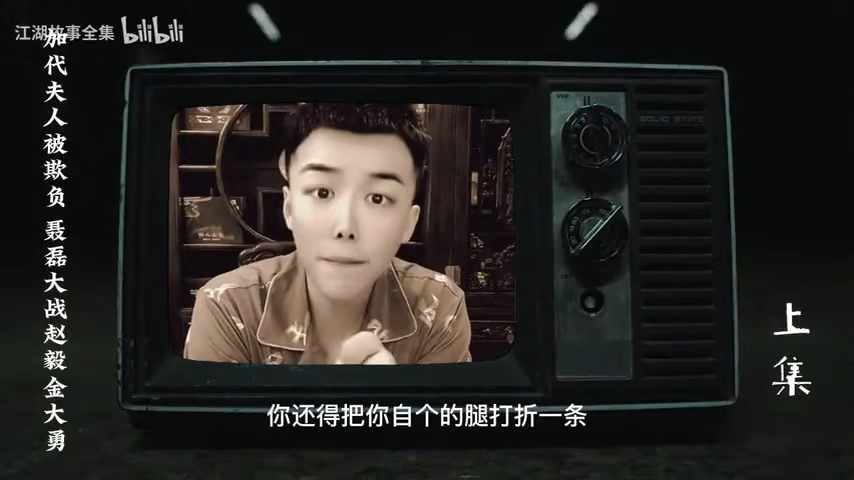 江湖故事全集 bilibili
加代夫人被欺负 聂磊大战赵毅金大勇
SOLID STATE
上集
你还得把你自个的腿打折一条